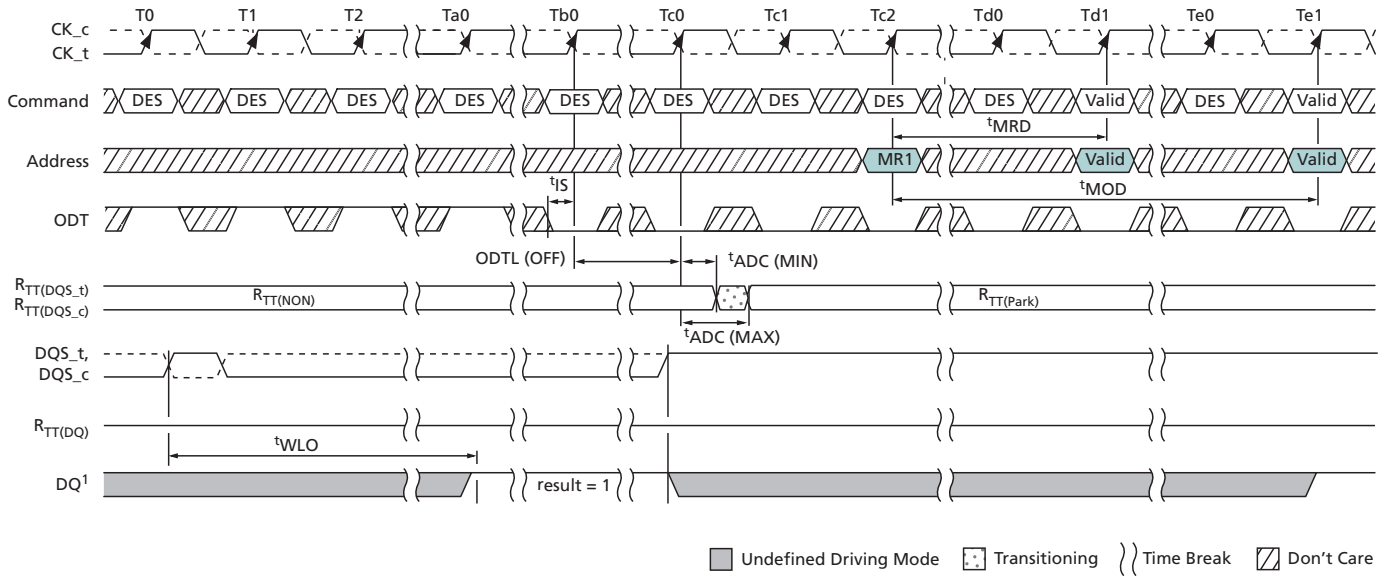 T0 T1 T2 Ta0 Tb0 Tc0 Tc1 Tc2 Td0 Td1 Te0 Te1
CK_c
CK_t
Command DES DES DES DES DES DES DES DES DES Valid DES Valid
tMRD
Address MR1 Valid Valid
tIS tMOD
ODT
ODTL (OFF) tADC (MIN)
RTT(DQS_t)
RTT(DQS_c) RTT(NON) RTT(Park)
tADC (MAX)
DQS_t,
DQS_c
RTT(DQ)
tWLO
DQ1 result = 1
Undefined Driving Mode Transitioning Time Break Don't Care